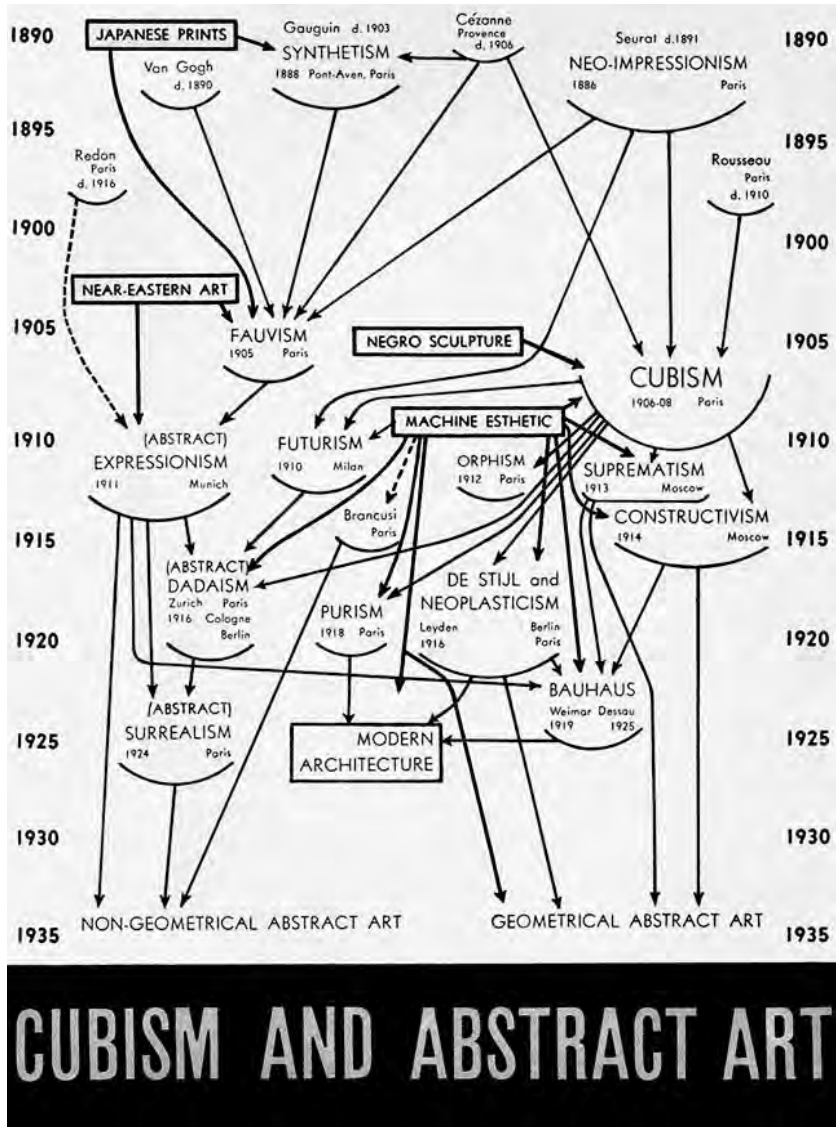 1890
JAPANESE PRINTS
Gauguin d. 1903
SYNTHETISM
1888 Pont-Aven, Paris
Cézanne
Provence
d. 1906
Seurat d.1891
NEO-IMPRESSIONISM
1886 Paris
1890
Van Gogh
d. 1890
1895
1895
Redon
Paris
d. 1916
Rousseau
Paris
d. 1910
1900
1900
NEAR-EASTERN ART
1905
FAUVISM
1905 Paris
NEGRO SCULPTURE
1905
CUBISM
1906-08 Paris
1910
MACHINE ESTHETIC
1910
(ABSTRACT)
EXPRESSIONISM
1911 Munich
FUTURISM
1910 Milan
ORPHISM
1912 Paris
SUPREMATISM
1913 Moscow
Brancusi
Paris
CONSTRUCTIVISM
1914 Moscow
1915
1915
(ABSTRACT)
DADAISM
Zurich Paris
1916 Cologne
Berlin
PURISM
1918 Paris
DE STIJL and
NEOPLASTICISM
Leyden Berlin
1916 Paris
1920
1920
BAUHAUS
Weimar Dessau
1919 1925
(ABSTRACT)
SURREALISM
1924 Paris
MODERN
ARCHITECTURE
1925
1925
1930
1930
NON-GEOMETRICAL ABSTRACT ART
GEOMETRICAL ABSTRACT ART
1935
1935
CUBISM AND ABSTRACT ART